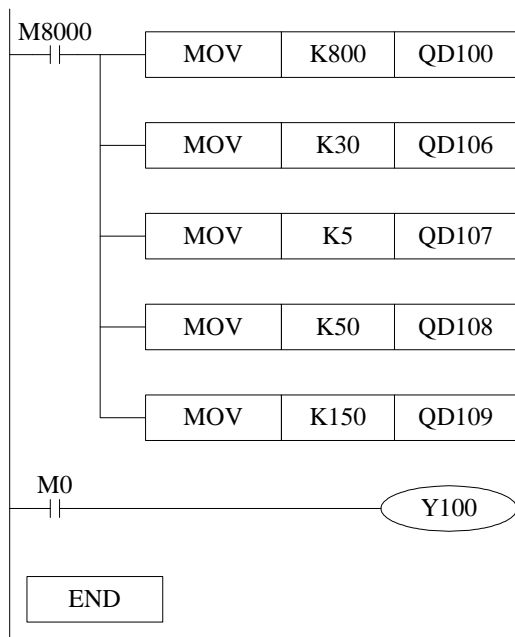 M8000
MOV K800 QD100
MOV K30 QD106
MOV K5 QD107
MOV K50 QD108
MOV K150 QD109
M0
Y100
END